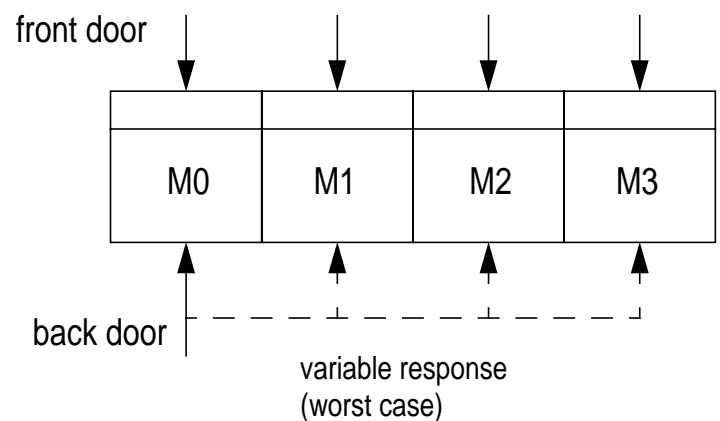 front door
M0 M1 M2 M3
back door
variable response
(worst case)